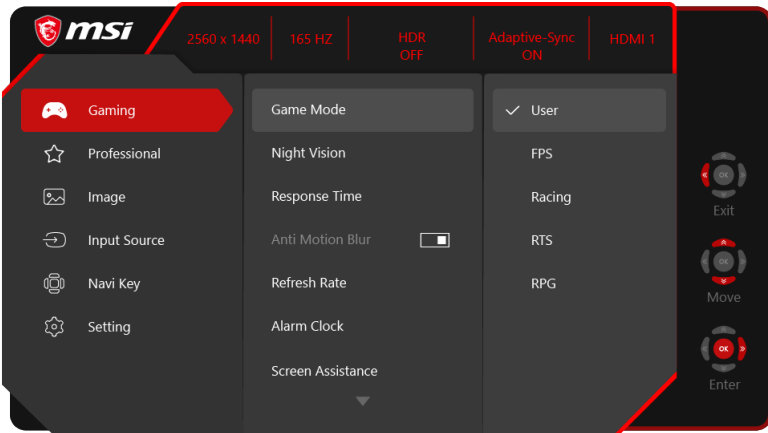 msi
2560 x 1440
165 HZ
HDR
OFF
Adaptive-Sync
ON
HDMI 1
Gaming
Professional
Image
Input Source
Navi Key
Setting
Game Mode
Night Vision
Response Time
Anti Motion Blur
Refresh Rate
Alarm Clock
Screen Assistance
User
FPS
Racing
RTS
RPG
OK
Exit
OK
Move
OK
Enter